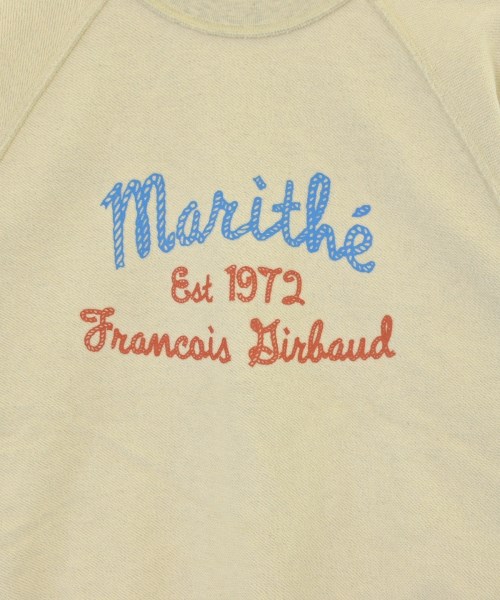 Marithé
Est 1972
Francois Girbaud